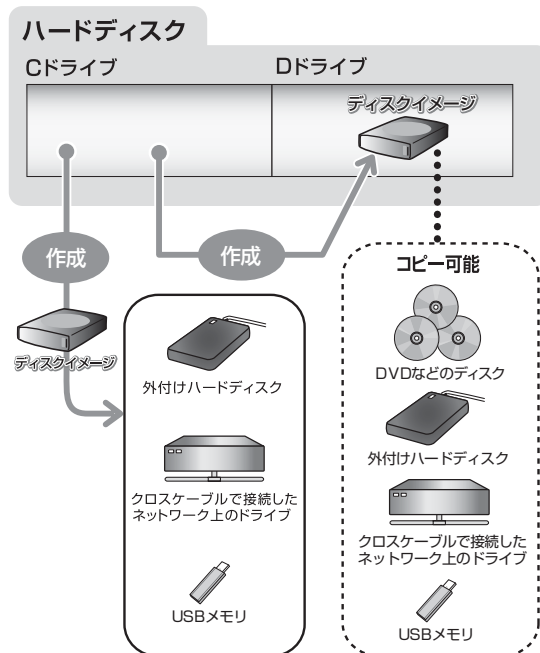 ハードディスク
Cドライブ
Dドライブ
ディスクイメージ
作成
作成
ディスクイメージ
外付けハードディスク
クロスケーブルで接続した
ネットワーク上のドライブ
USBメモリ
コピー可能
DVDなどのディスク
外付けハードディスク
クロスケーブルで接続した
ネットワーク上のドライブ
USBメモリ